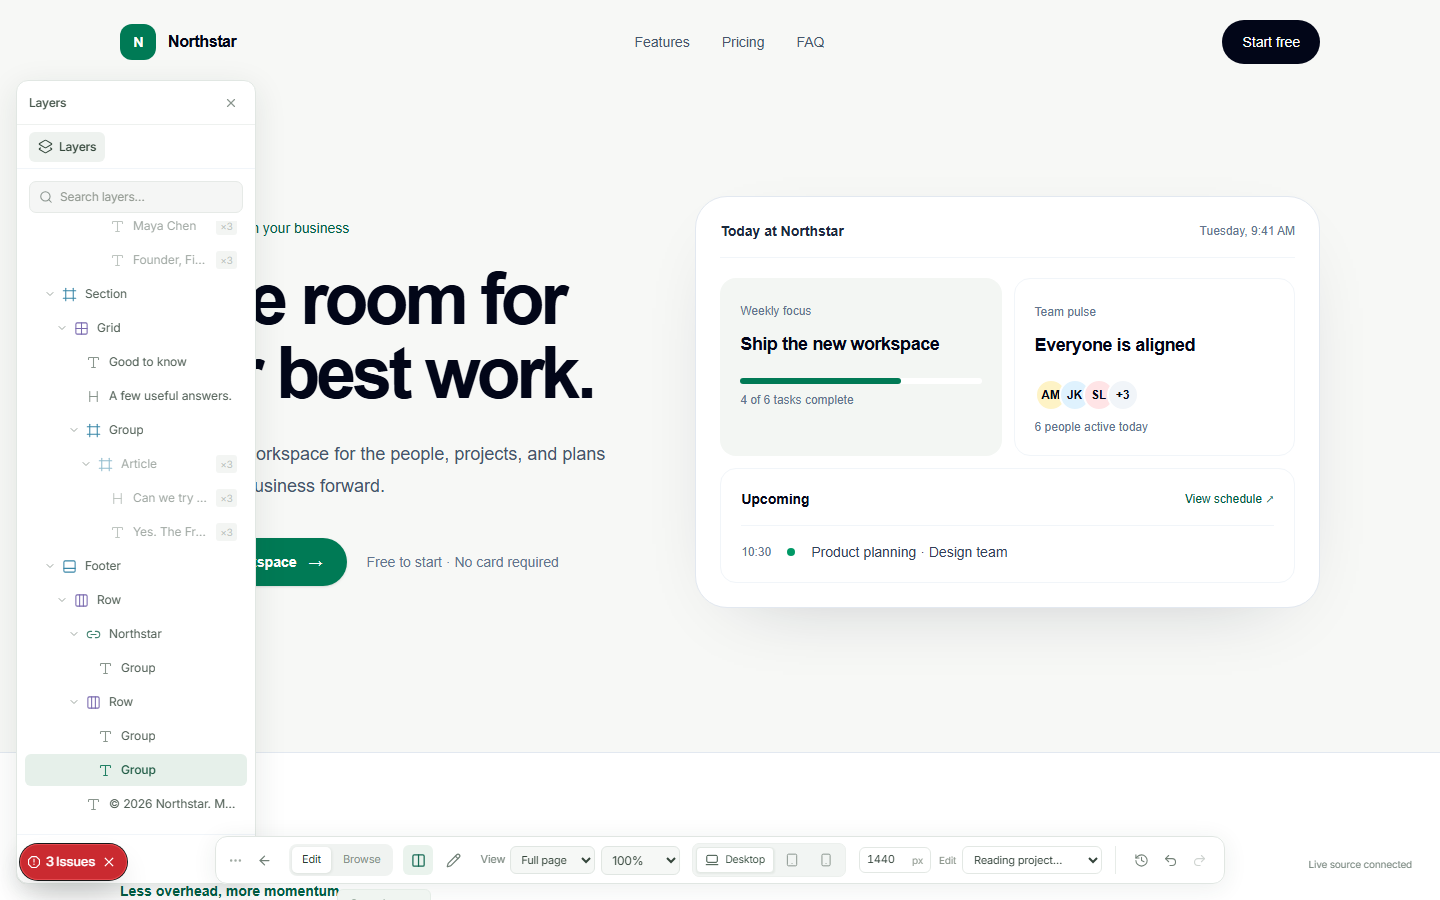 N Northstar
Features Pricing FAQ
Start free
Layers
Layers
Search layers...
Maya Chen ×3
Founder, Fi... ×3
Section
Grid
Good to know
A few useful answers.
Group
Article ×3
Can we try ... ×3
Yes. The Fr... ×3
Footer
Row
Northstar
Group
Row
Group
Group
© 2026 Northstar. M...
3 Issues
your business
e room for
best work.
orkspace for the people, projects, and plans
usiness forward.
space →
Free to start · No card required
Today at Northstar
Tuesday, 9:41 AM
Weekly focus
Ship the new workspace
4 of 6 tasks complete
Team pulse
Everyone is aligned
AM JK SL +3
6 people active today
Upcoming
View schedule ↗
10:30 Product planning · Design team
Edit Browse
View Full page 100%
Desktop
1440 px
Edit Reading project...
Live source connected
Less overhead, more momentum